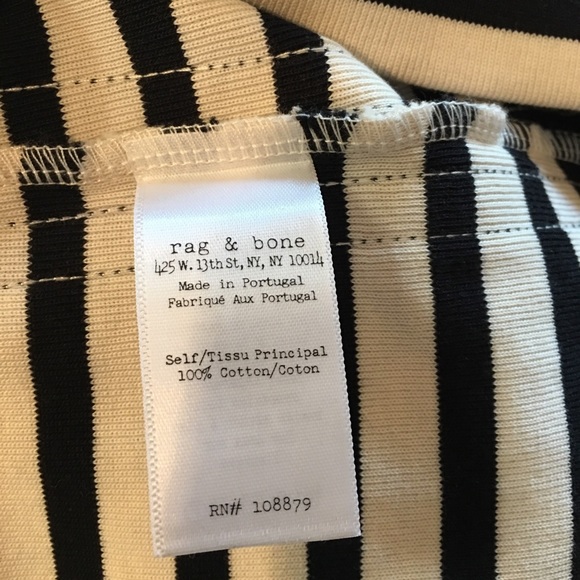 rag & bone
425 W. 13th St, NY, NY 10014
Made in Portugal
Fabriqué Aux Portugal
Self/Tissu Principal
100% Cotton/Coton
RN# 108879